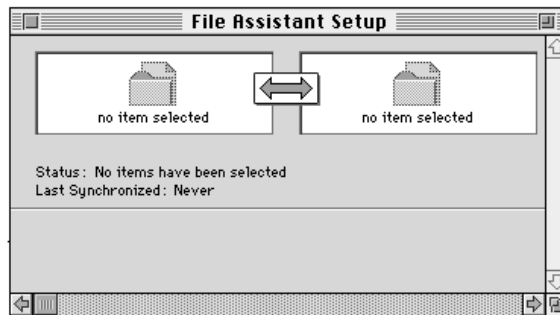 File Assistant Setup
no item selected
no item selected
Status: No items have been selected
Last Synchronized: Never